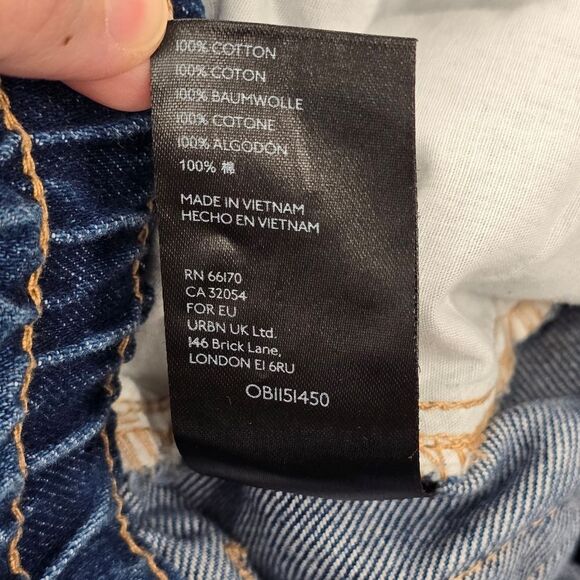 100% COTTON
100% COTON
100% BAUMWOLLE
100% COTONE
100% ALGODON
100% 棉
MADE IN VIETNAM
HECHO EN VIETNAM
RN 66170
CA 32054
FOR EU
URBN UK Ltd.
146 Brick Lane,
LONDON E1 6RU
OB1151450